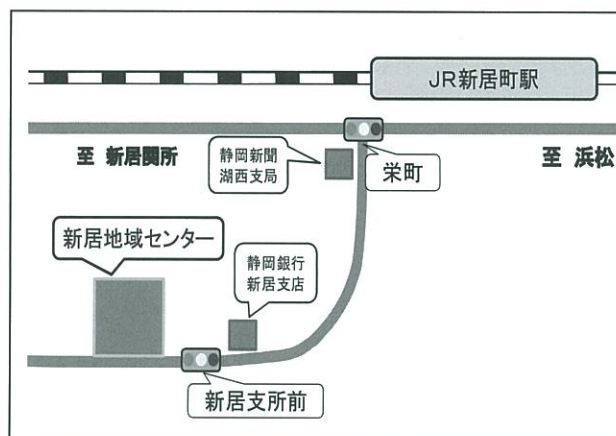 JR新居町駅
至 新居関所
静岡新聞
湖西支局
栄町
至 浜松
新居地域センター
静岡銀行
新居支店
新居支所前